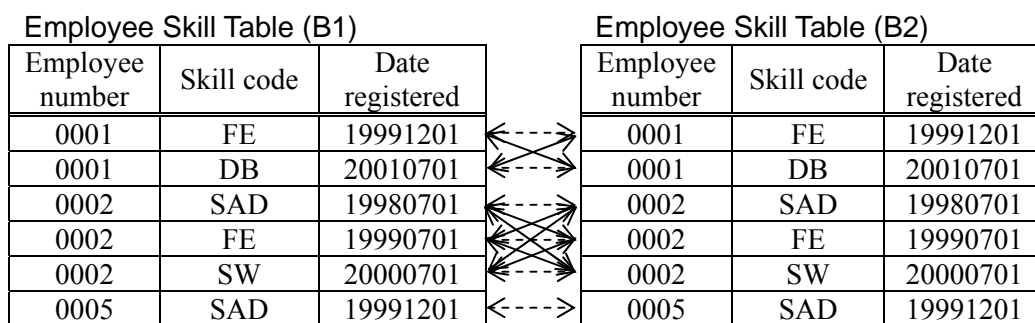 Employee Skill Table (B1) Employee Skill Table (B2)
Employee number Skill code Date registered Employee number Skill code Date registered
0001 FE 19991201 0001 FE 19991201
0001 DB 20010701 0001 DB 20010701
0002 SAD 19980701 0002 SAD 19980701
0002 FE 19990701 0002 FE 19990701
0002 SW 20000701 0002 SW 20000701
0005 SAD 19991201 0005 SAD 19991201